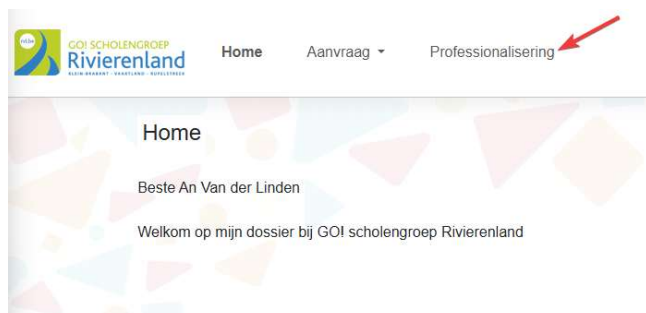 GO! SCHOLENGROEP
Rivierenland
KLEIN-BRABANT - VAARTLAND - RUPELSTREEK
Home Aanvraag Professionalisering
Home
Beste An Van der Linden
Welkom op mijn dossier bij GO! scholengroep Rivierenland